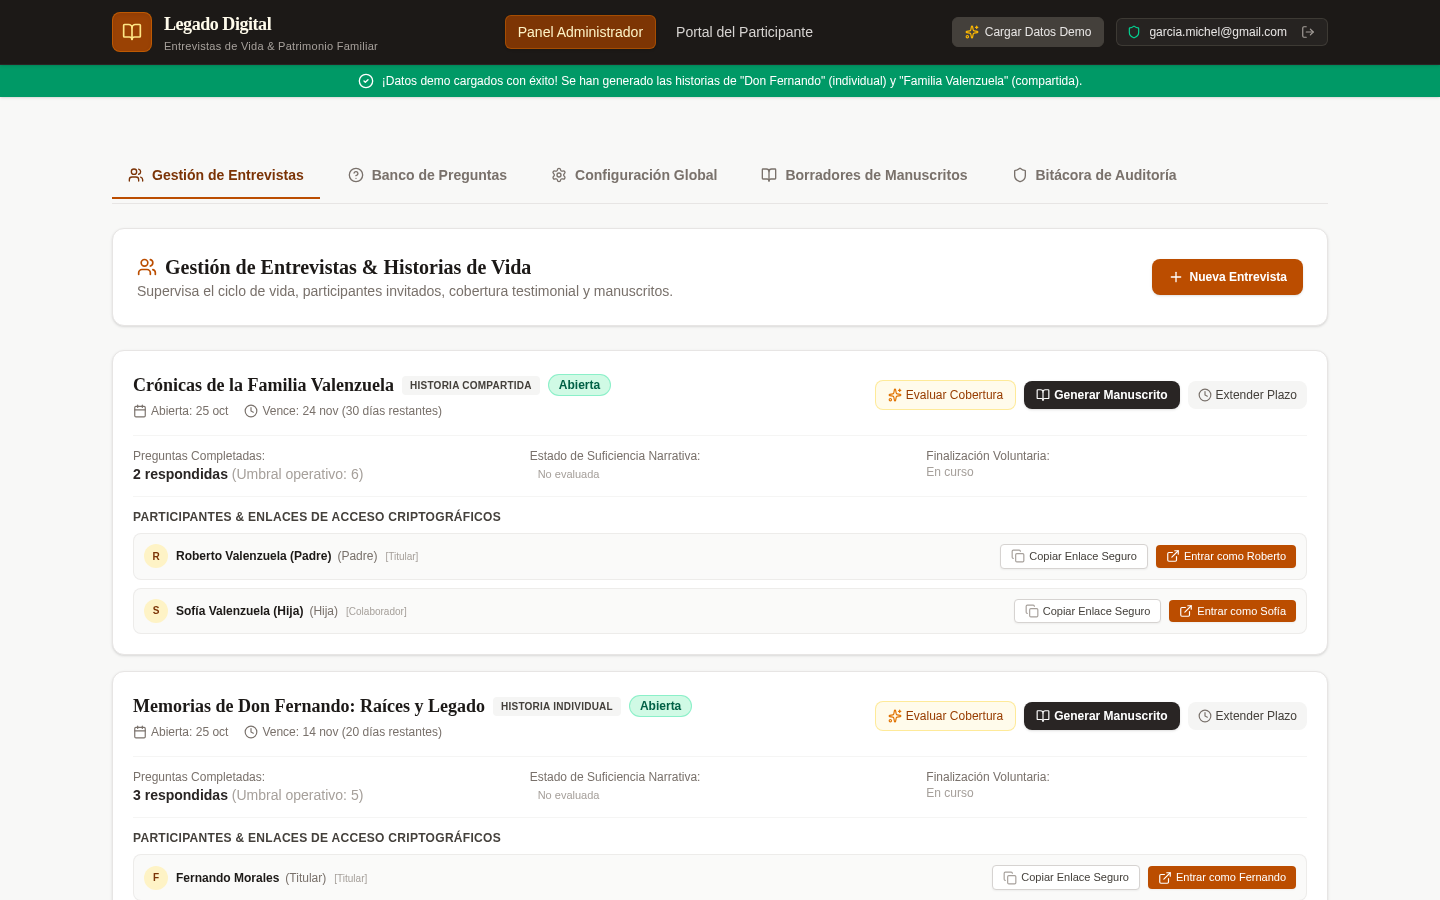 Legado Digital
Entrevistas de Vida & Patrimonio Familiar
Panel Administrador
Portal del Participante
Cargar Datos Demo
garcia.michel@gmail.com
¡Datos demo cargados con éxito! Se han generado las historias de "Don Fernando" (individual) y "Familia Valenzuela" (compartida).
Gestión de Entrevistas
Banco de Preguntas
Configuración Global
Borradores de Manuscritos
Bitácora de Auditoría
Gestión de Entrevistas & Historias de Vida
Supervisa el ciclo de vida, participantes invitados, cobertura testimonial y manuscritos.
Nueva Entrevista
Crónicas de la Familia Valenzuela
HISTORIA COMPARTIDA
Abierta
Abierta: 25 oct
Vence: 24 nov (30 días restantes)
Evaluar Cobertura
Generar Manuscrito
Extender Plazo
Preguntas Completadas:
2 respondidas (Umbral operativo: 6)
Estado de Suficiencia Narrativa:
No evaluada
Finalización Voluntaria:
En curso
PARTICIPANTES & ENLACES DE ACCESO CRIPTOGRÁFICOS
R
Roberto Valenzuela (Padre) (Padre) [Titular]
Copiar Enlace Seguro
Entrar como Roberto
S
Sofía Valenzuela (Hija) (Hija) [Colaborador]
Copiar Enlace Seguro
Entrar como Sofía
Memorias de Don Fernando: Raíces y Legado
HISTORIA INDIVIDUAL
Abierta
Abierta: 25 oct
Vence: 14 nov (20 días restantes)
Evaluar Cobertura
Generar Manuscrito
Extender Plazo
Preguntas Completadas:
3 respondidas (Umbral operativo: 5)
Estado de Suficiencia Narrativa:
No evaluada
Finalización Voluntaria:
En curso
PARTICIPANTES & ENLACES DE ACCESO CRIPTOGRÁFICOS
F
Fernando Morales (Titular) [Titular]
Copiar Enlace Seguro
Entrar como Fernando